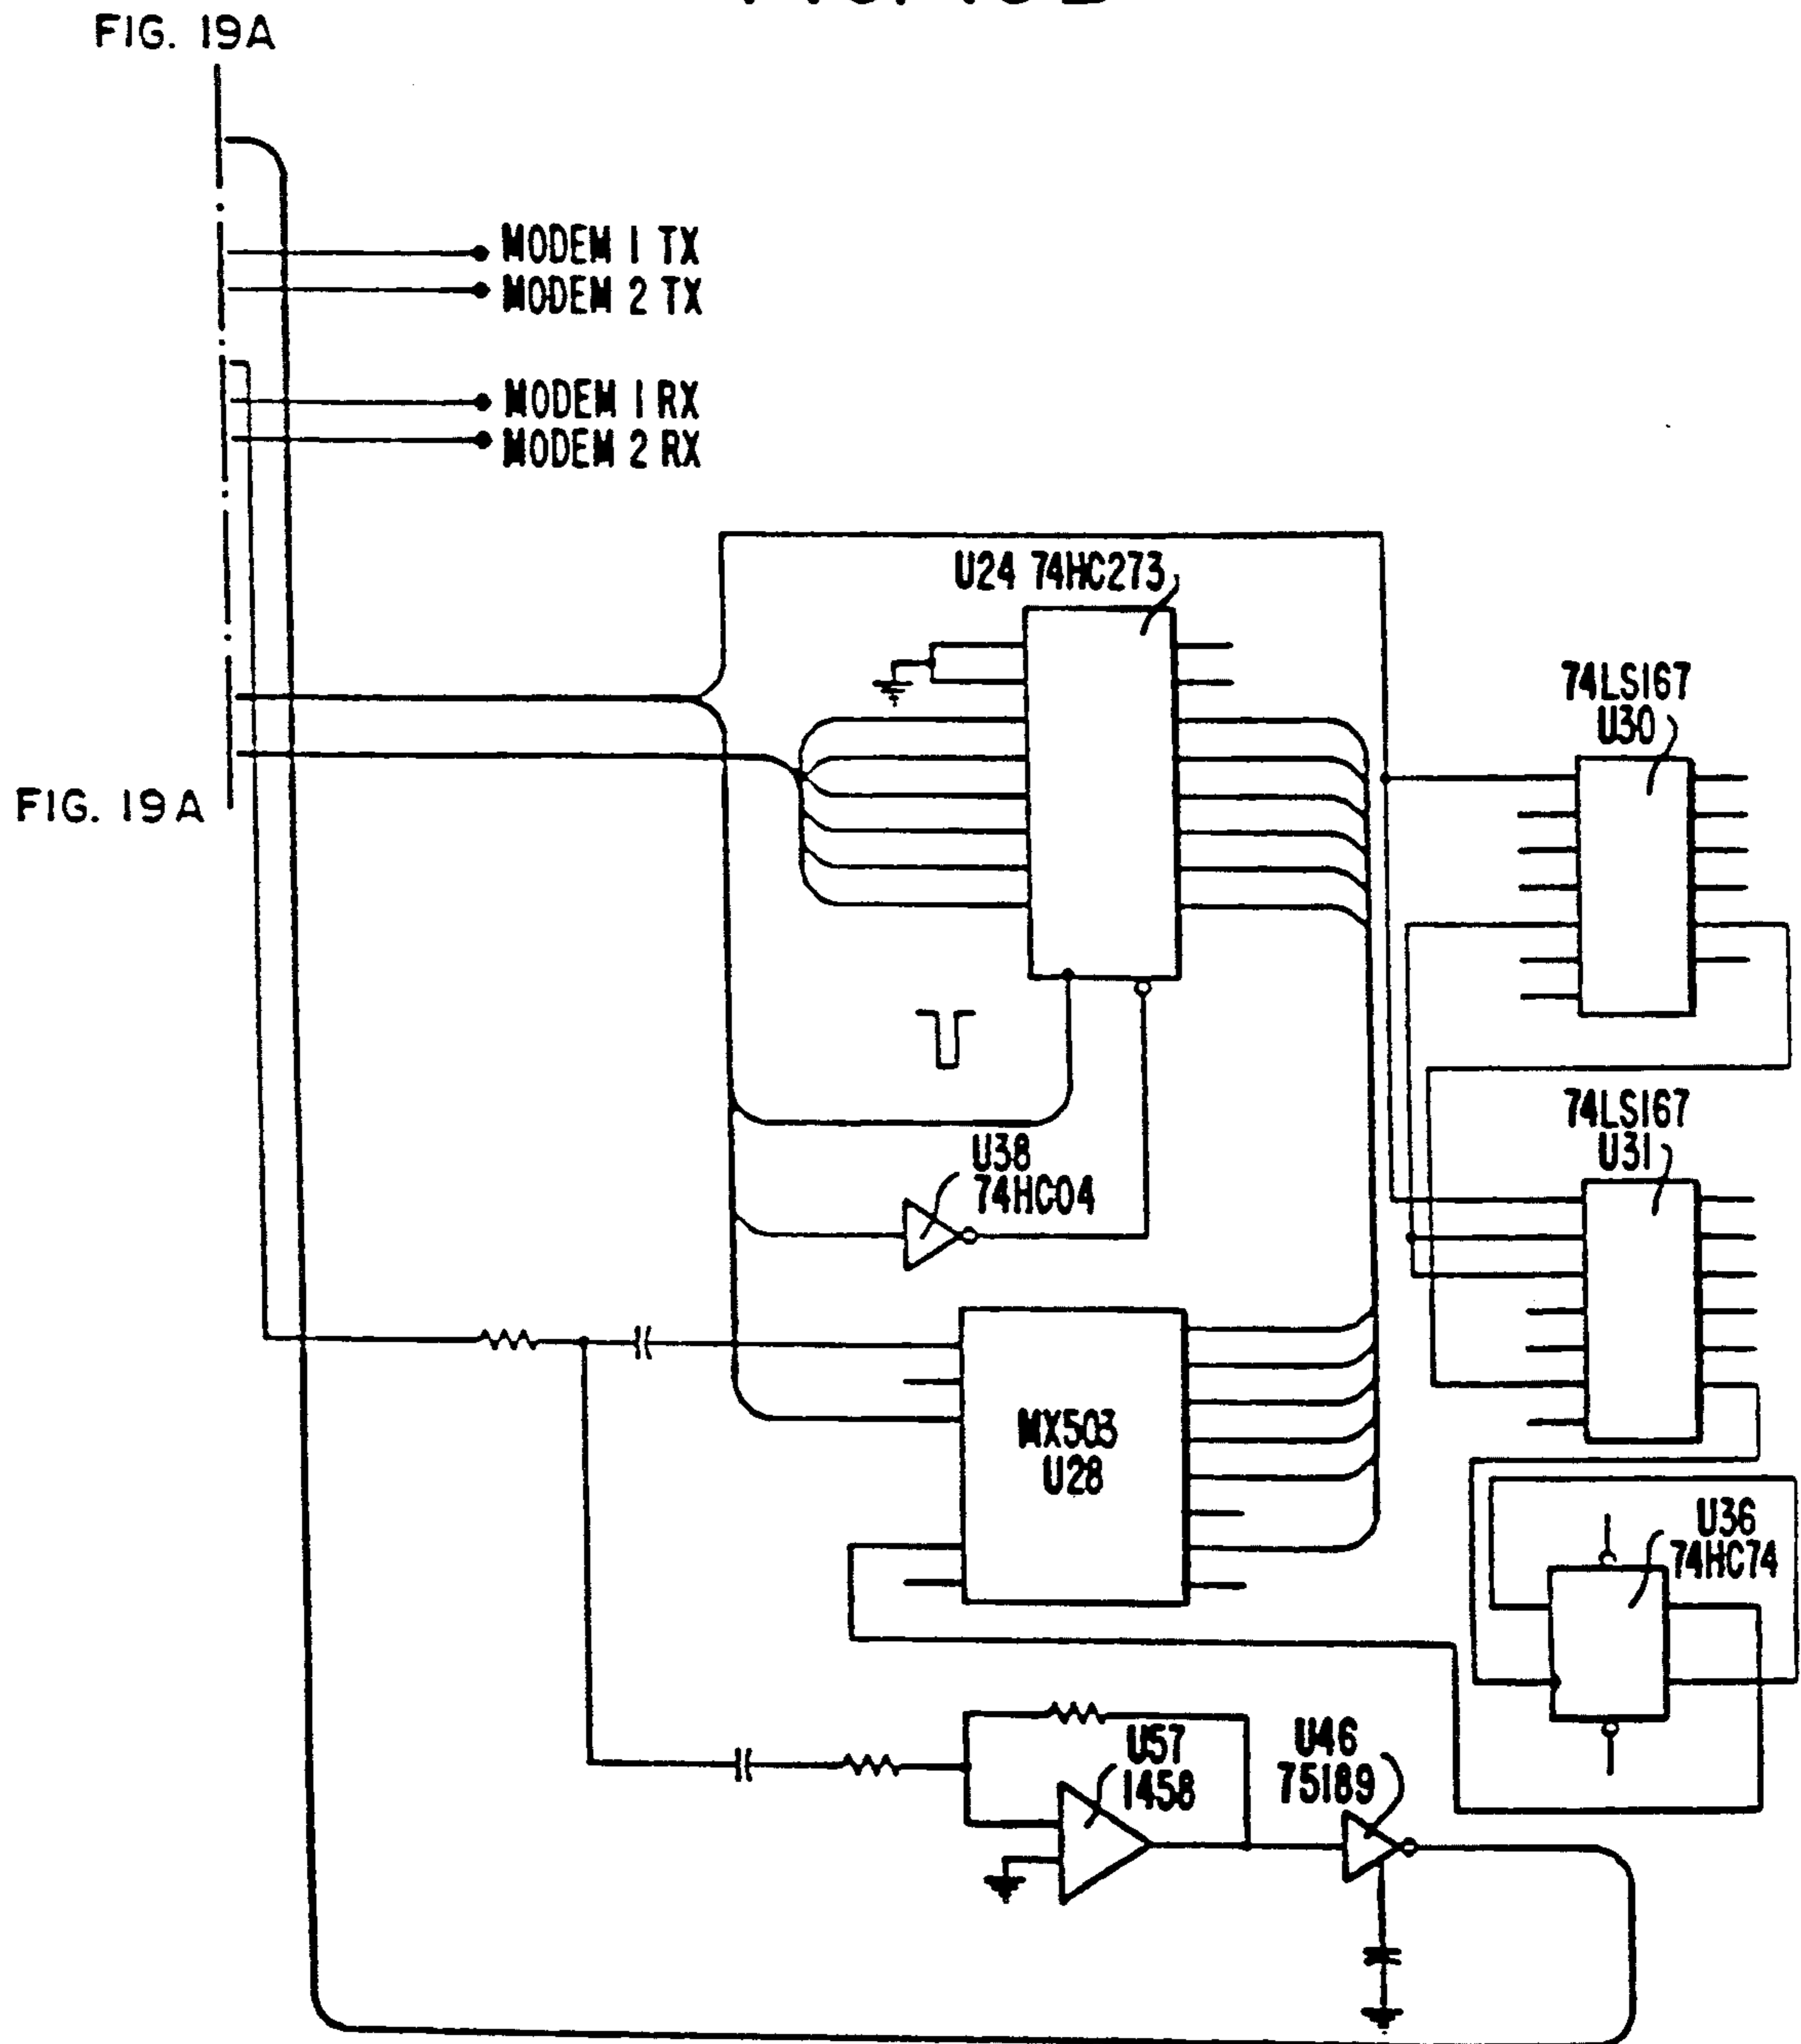 FIG. 19A
MODEM 1 TX
MODEM 2 TX
MODEM 1 RX
MODEM 2 RX
U24 74HC273
74LS167
U30
FIG. 19A
74LS167
U31
U38
74HC04
MX503
U28
U36
74HC74
U57
1458
U46
75189